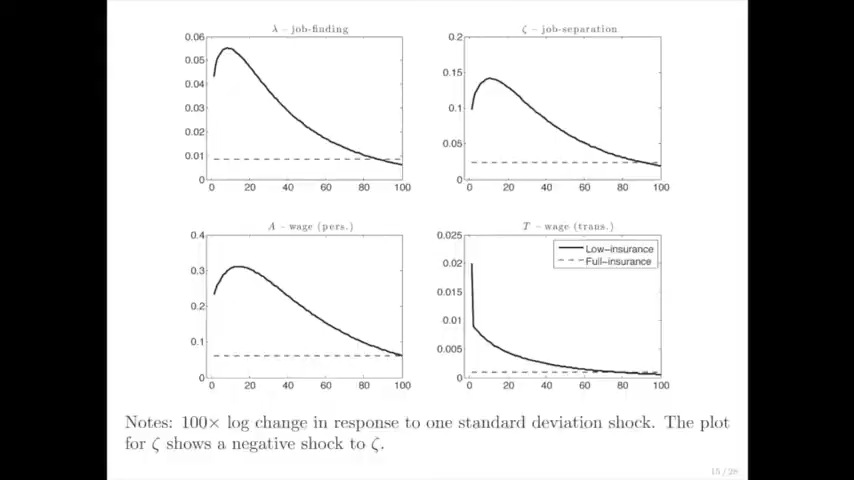 λ – job-finding
0.06
0.05
0.04
0.03
0.02
0.01
0
0 20 40 60 80 100
ζ – job-separation
0.2
0.15
0.1
0.05
0
0 20 40 60 80 100
A – wage (pers.)
0.4
0.3
0.2
0.1
0
0 20 40 60 80 100
T – wage (trans.)
0.025
0.02
0.015
0.01
0.005
0
0 20 40 60 80 100
Low–insurance
Full–insurance
Notes: 100× log change in response to one standard deviation shock. The plot
for ζ shows a negative shock to ζ.
15 / 28